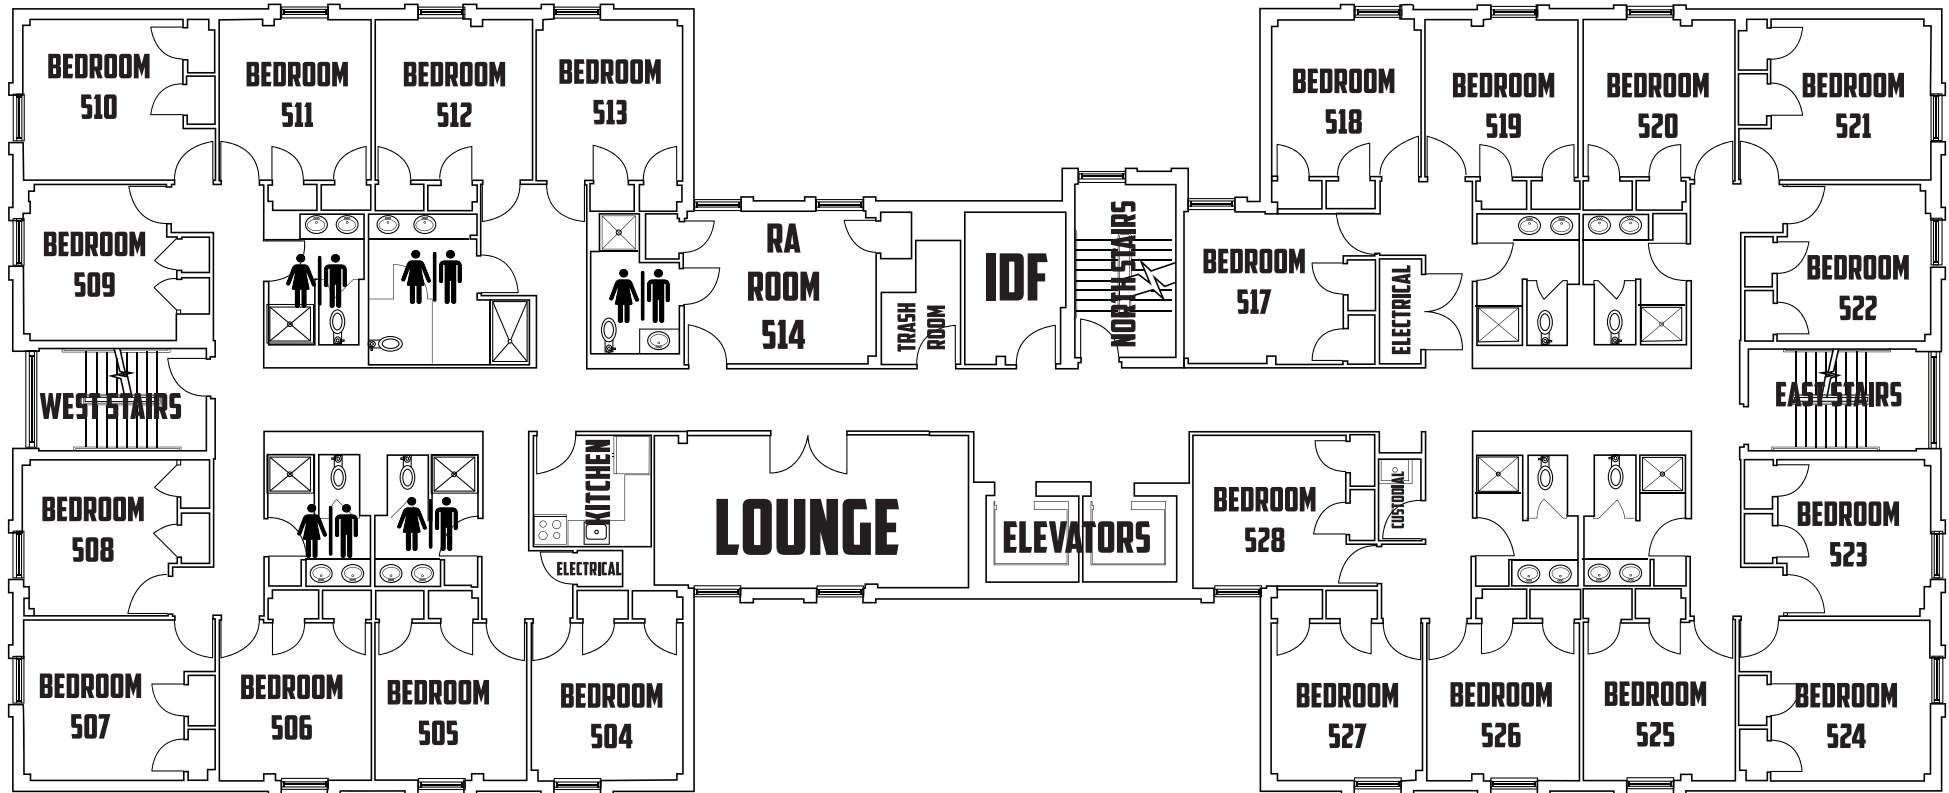 BEDROOM
510
BEDROOM
511
BEDROOM
512
BEDROOM
513
BEDROOM
518
BEDROOM
519
BEDROOM
520
BEDROOM
521
BEDROOM
509
RA
ROOM
514
TRASH
ROOM
IDF
NORTH STAIRS
BEDROOM
517
ELECTRICAL
BEDROOM
522
WEST STAIRS
EAST STAIRS
BEDROOM
508
KITCHEN
ELECTRICAL
LOUNGE
ELEVATORS
BEDROOM
528
CUSTODIAL
BEDROOM
523
BEDROOM
507
BEDROOM
506
BEDROOM
505
BEDROOM
504
BEDROOM
527
BEDROOM
526
BEDROOM
525
BEDROOM
524